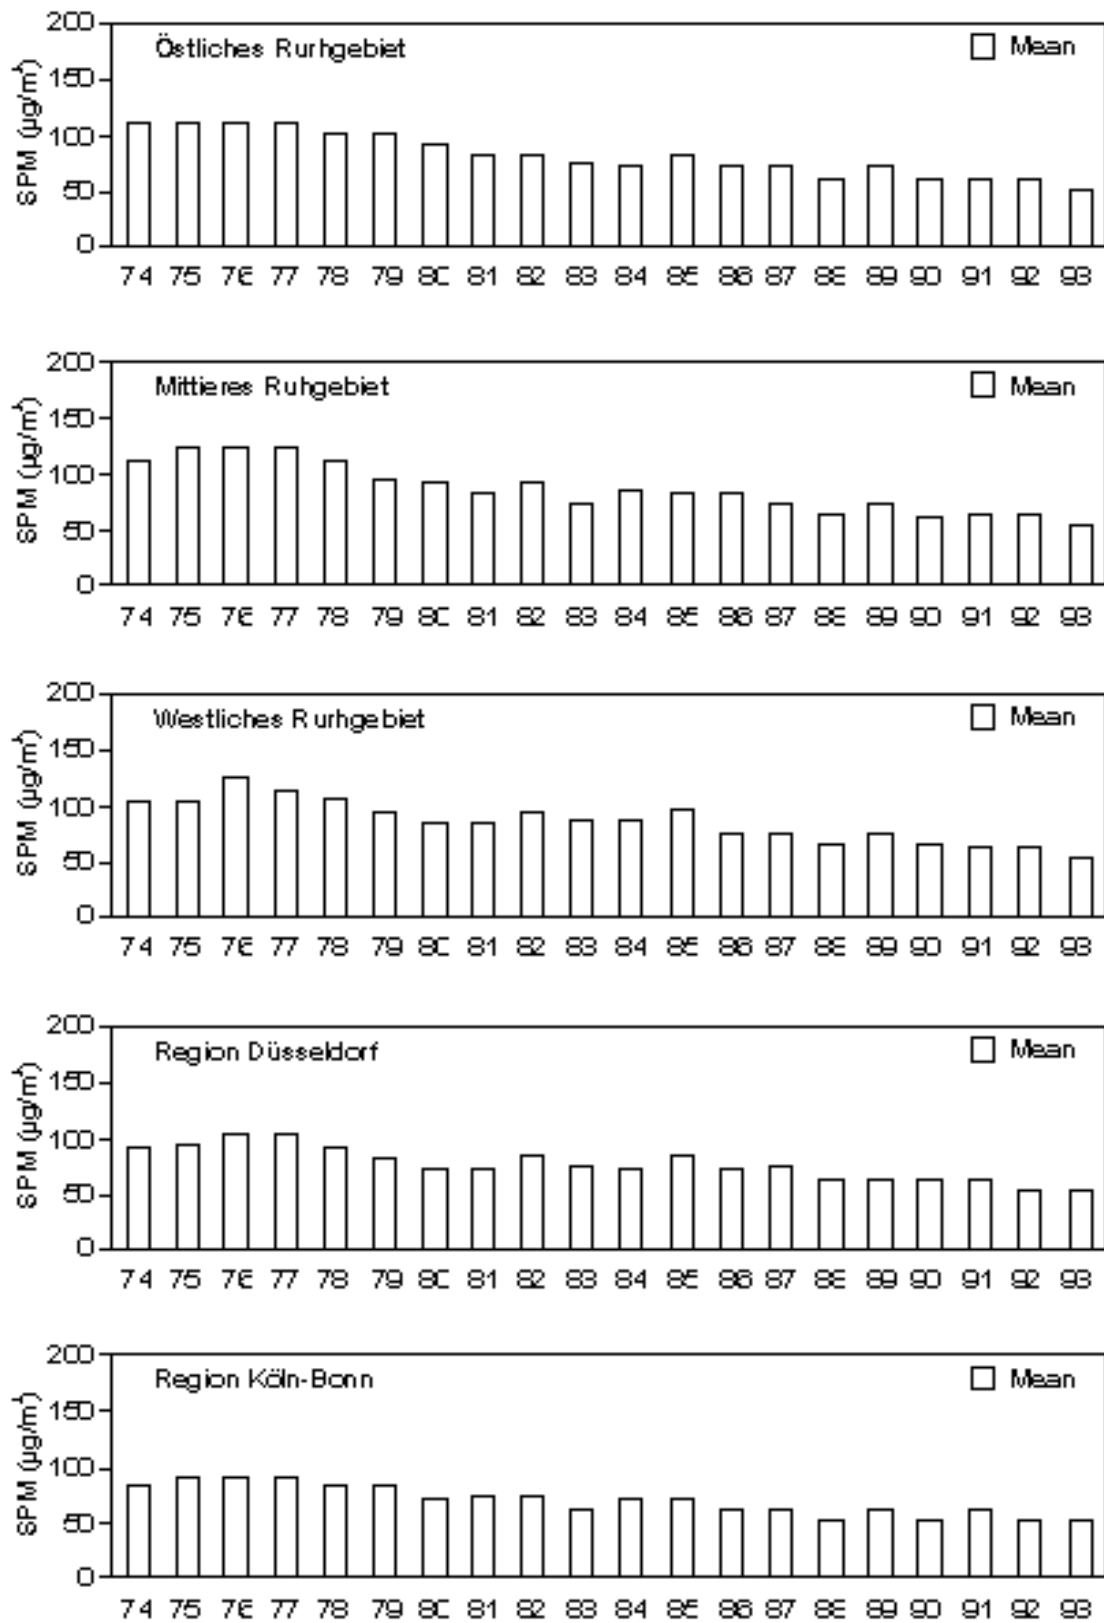 200
Östliches Rurhgebiet Mean
150
100
50
0
SPM (µg/m³)
74 75 76 77 78 79 80 81 82 83 84 85 86 87 88 89 90 91 92 93
200
Mittieres Ruhgebiet Mean
150
100
50
0
SPM (µg/m³)
74 75 76 77 78 79 80 81 82 83 84 85 86 87 88 89 90 91 92 93
200
Westliches Rurhgebiet Mean
150
100
50
0
SPM (µg/m³)
74 75 76 77 78 79 80 81 82 83 84 85 86 87 88 89 90 91 92 93
200
Region Düsseldorf Mean
150
100
50
0
SPM (µg/m³)
74 75 76 77 78 79 80 81 82 83 84 85 86 87 88 89 90 91 92 93
200
Region Köln-Bonn Mean
150
100
50
0
SPM (µg/m³)
74 75 76 77 78 79 80 81 82 83 84 85 86 87 88 89 90 91 92 93